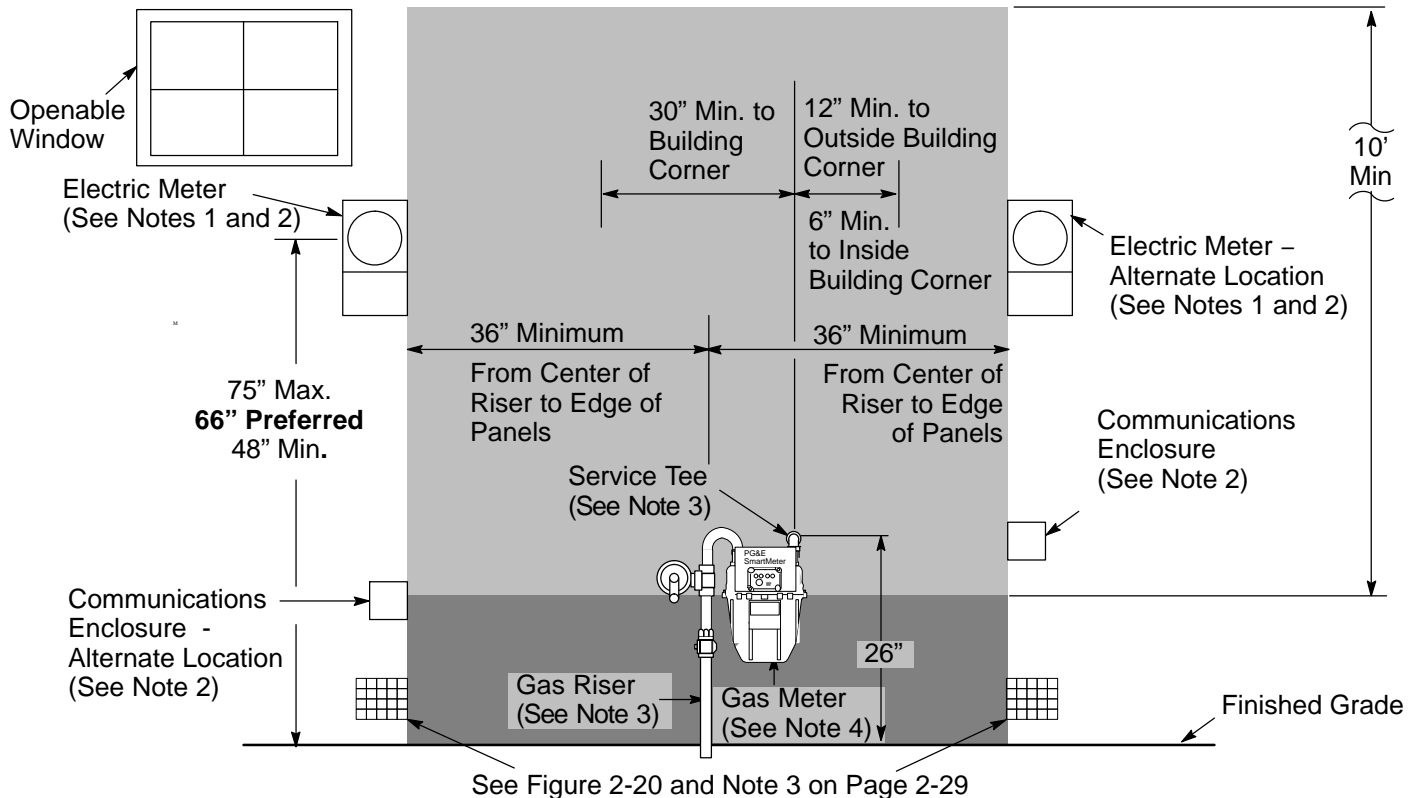 Openable
Window
30” Min. to
Building
Corner
12” Min. to
Outside Building
Corner
10’
Min
Electric Meter
(See Notes 1 and 2)
6” Min.
to Inside
Building Corner
Electric Meter –
Alternate Location
(See Notes 1 and 2)
M
36” Minimum
From Center of
Riser to Edge of
Panels
36” Minimum
From Center of
Riser to Edge
of Panels
75” Max.
66” Preferred
48” Min.
Service Tee
(See Note 3)
Communications
Enclosure
(See Note 2)
PG&E
SmartMeter
Communications
Enclosure -
Alternate Location
(See Note 2)
26”
Gas Riser
(See Note 3)
Gas Meter
(See Note 4)
Finished Grade
See Figure 2-20 and Note 3 on Page 2-29